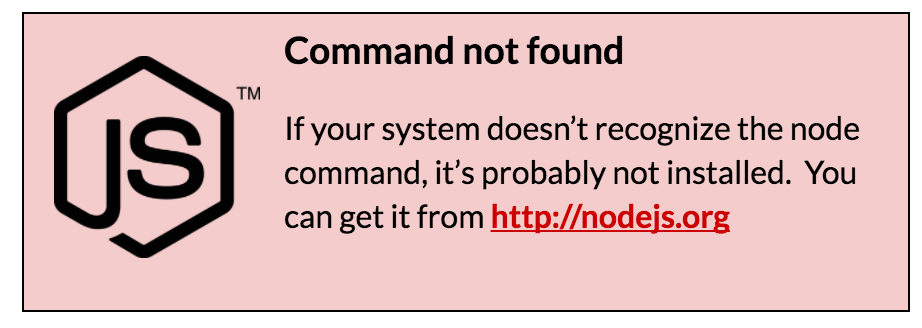 Command not found
JS
TM
If your system doesn’t recognize the node
command, it’s probably not installed.  You
can get it from http://nodejs.org